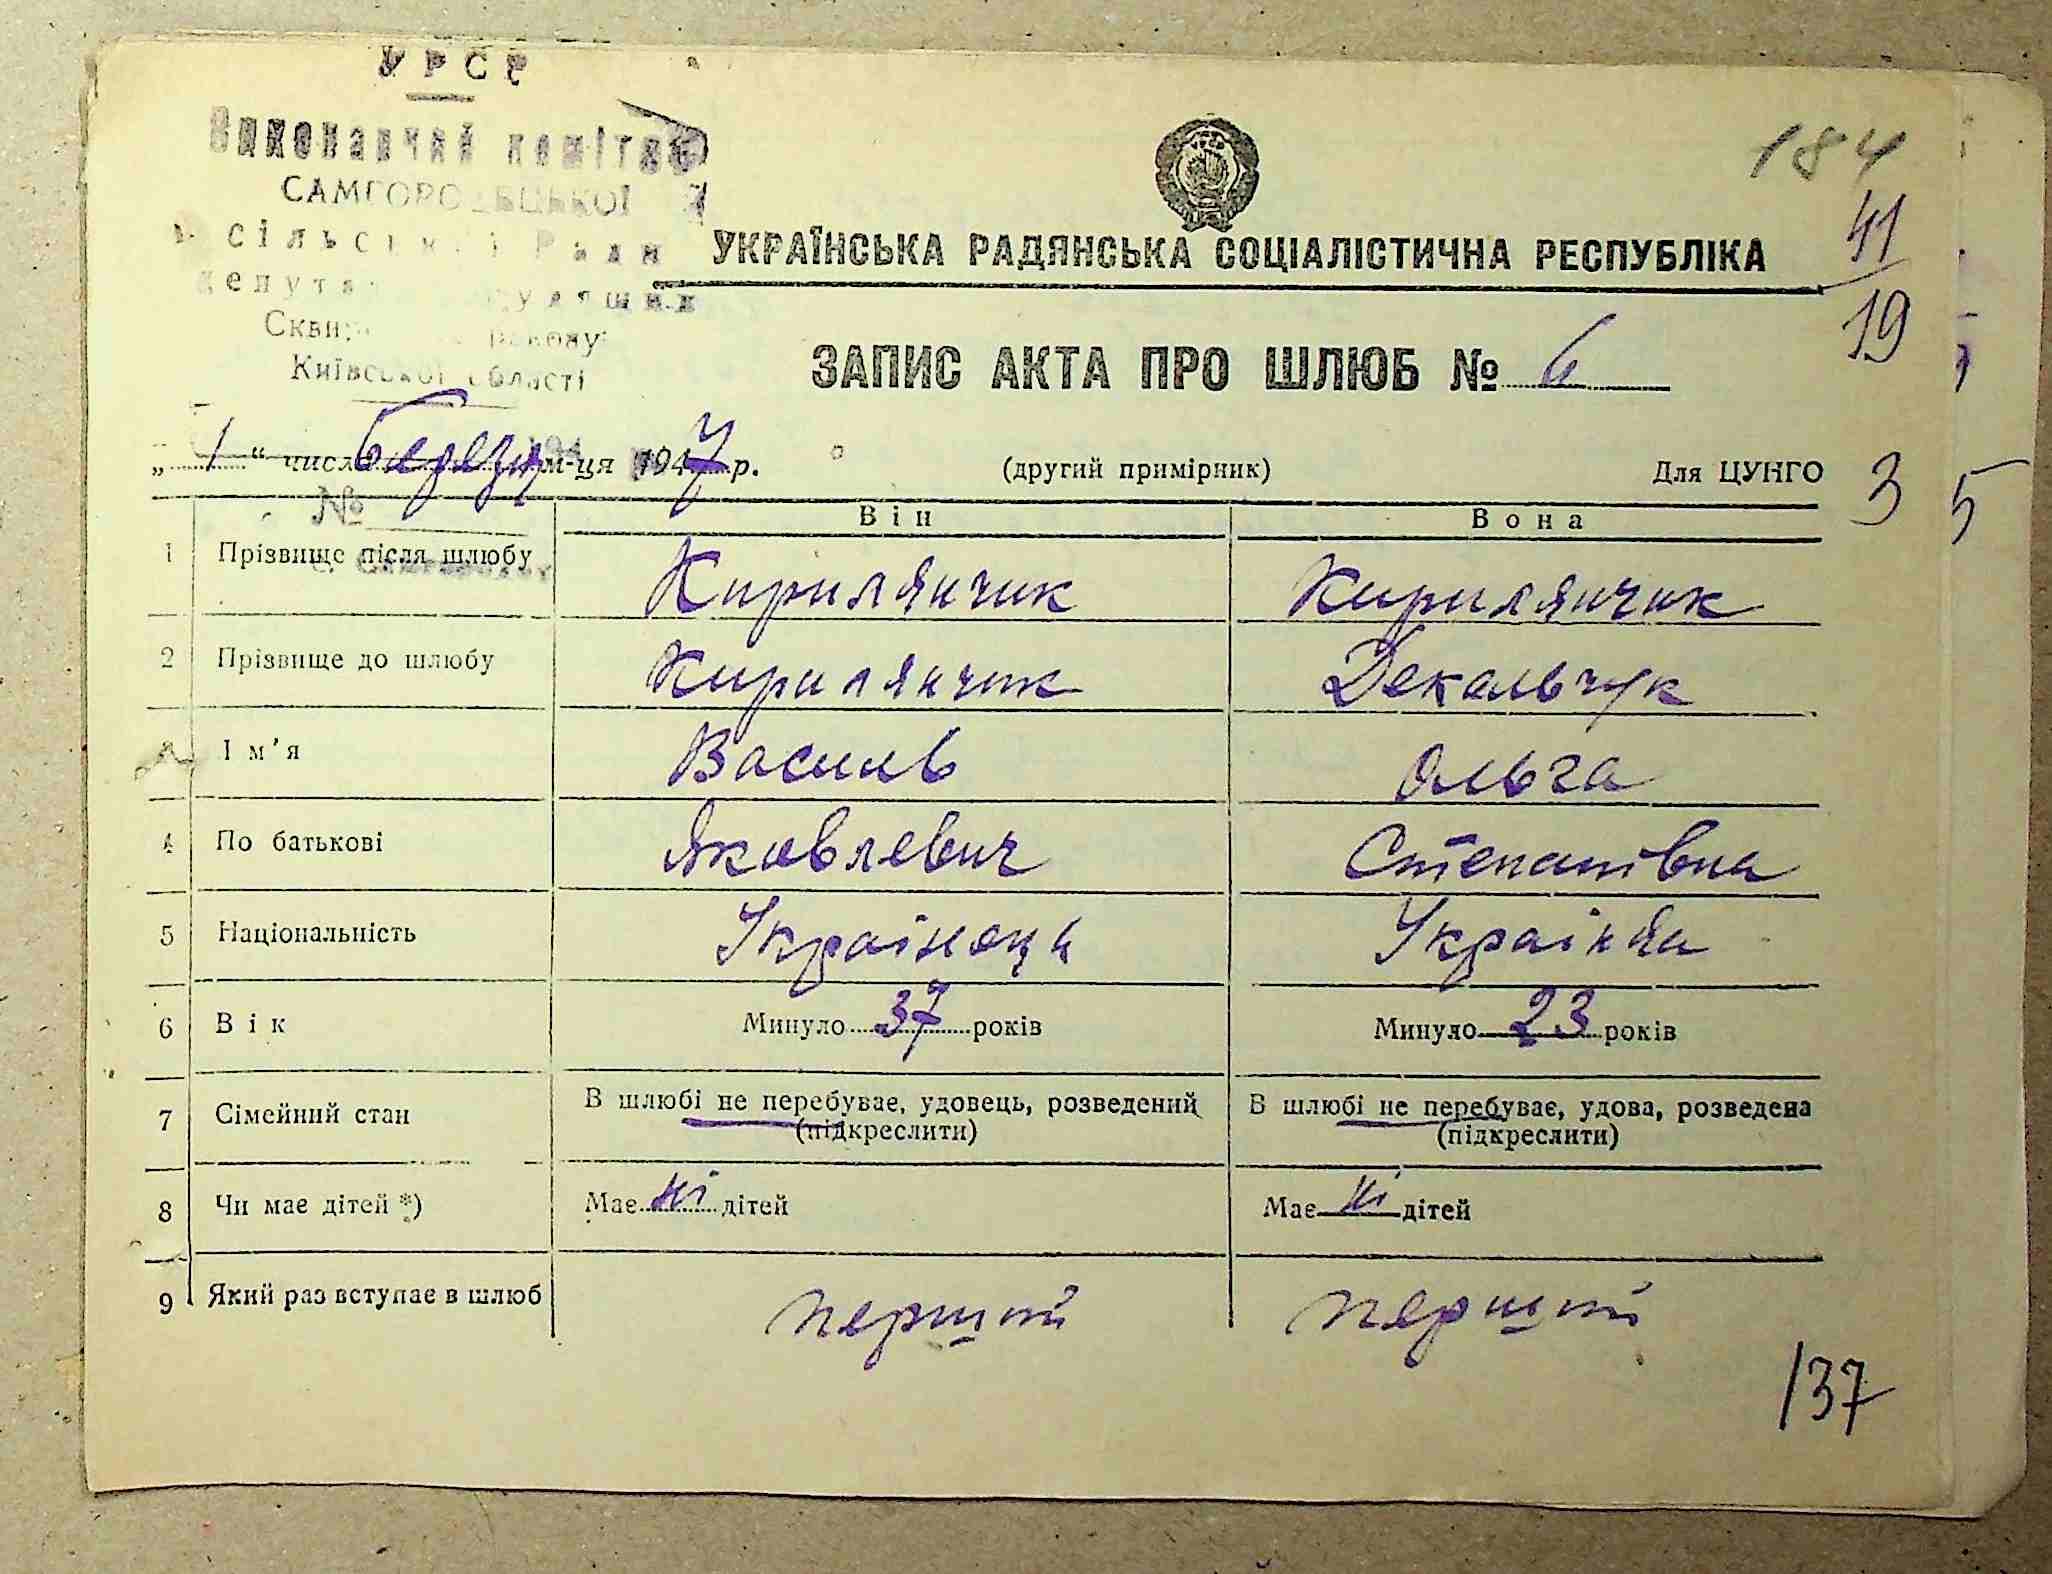 УРСР
Виконавчий комітет
САМГОРОДЕЦЬКОЇ
сільської Ради
депутатів трудящих
Сквирського району
Київської області
184
41
19
УКРАЇНСЬКА РАДЯНСЬКА СОЦІАЛІСТИЧНА РЕСПУБЛІКА
ЗАПИС АКТА ПРО ШЛЮБ № 6
„ 1 “ числа березня м-ця 1947 р. (другий примірник) Для ЦУНГО 3 5
№
Він Вона
1 Прізвище після шлюбу Кирилянчик Кирилянчик
2 Прізвище до шлюбу Кирилянчик Декальчук
Ім'я Василь Ольга
4 По батькові Яковлевич Степанівна
5 Національність Українець Українка
6 Вік Минуло 37 років Минуло 23 років
7 Сімейний стан В шлюбі не перебуває, удовець, розведений В шлюбі не перебуває, удова, розведена
(підкреслити) (підкреслити)
8 Чи має дітей *) Має ні дітей Має ні дітей
9 Який раз вступає в шлюб перший перший
137